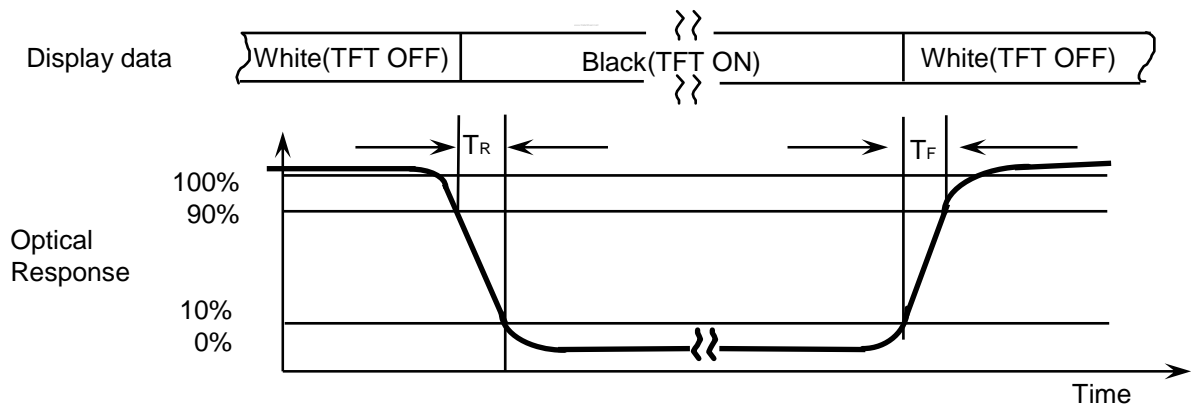 Display data
White(TFT OFF)
Black(TFT ON)
White(TFT OFF)
TR
TF
100%
90%
Optical
Response
10%
0%
Time